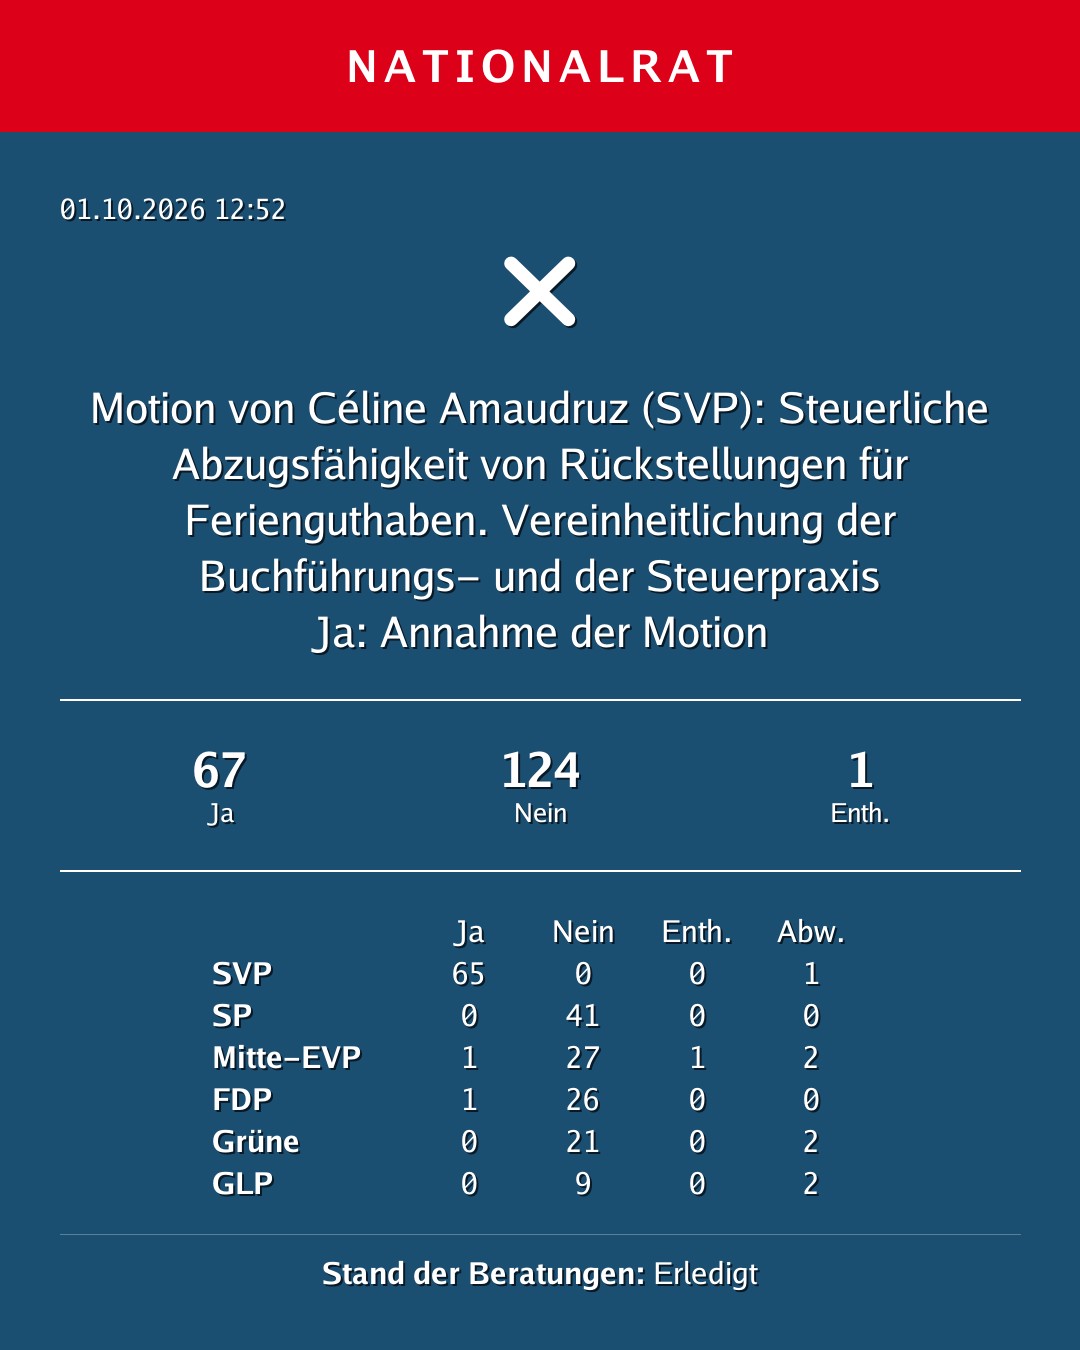 NATIONALRAT
01.10.2026 12:52
Motion von Céline Amaudruz (SVP): Steuerliche
Abzugsfähigkeit von Rückstellungen für
Ferienguthaben. Vereinheitlichung der
Buchführungs– und der Steuerpraxis
Ja: Annahme der Motion
67 124 1
Ja Nein Enth.
Ja Nein Enth. Abw.
SVP 65 0 0 1
SP 0 41 0 0
Mitte–EVP 1 27 1 2
FDP 1 26 0 0
Grüne 0 21 0 2
GLP 0 9 0 2
Stand der Beratungen: Erledigt